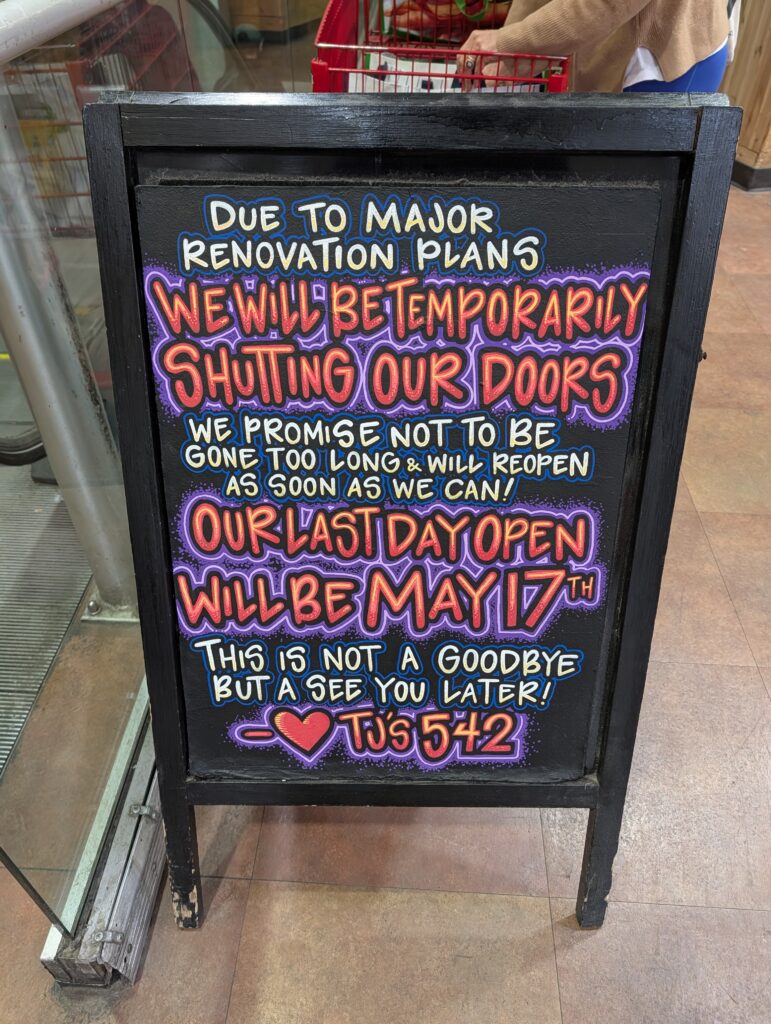 DUE TO MAJOR
RENOVATION PLANS
WE WILL BE TEMPORARILY
SHUTTING OUR DOORS
WE PROMISE NOT TO BE
GONE TOO LONG & WILL REOPEN
AS SOON AS WE CAN!
OUR LAST DAY OPEN
WILL BE MAY 17TH
THIS IS NOT A GOODBYE
BUT A SEE YOU LATER!
- ♥ TJ'S 542